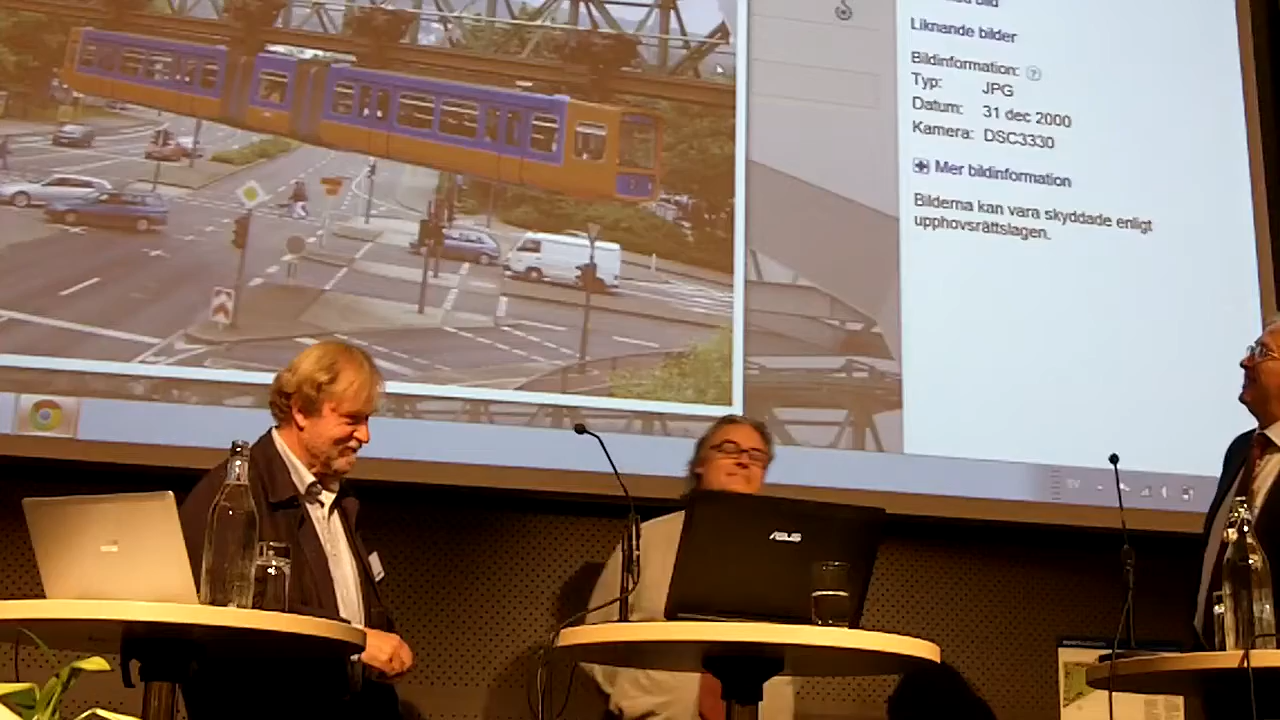 Liknande bilder
Bildinformation: ?
Typ: JPG
Datum: 31 dec 2000
Kamera: DSC3330
Mer bildinformation
Bilderna kan vara skyddade enligt
upphovsrättslagen.
SV
ASUS